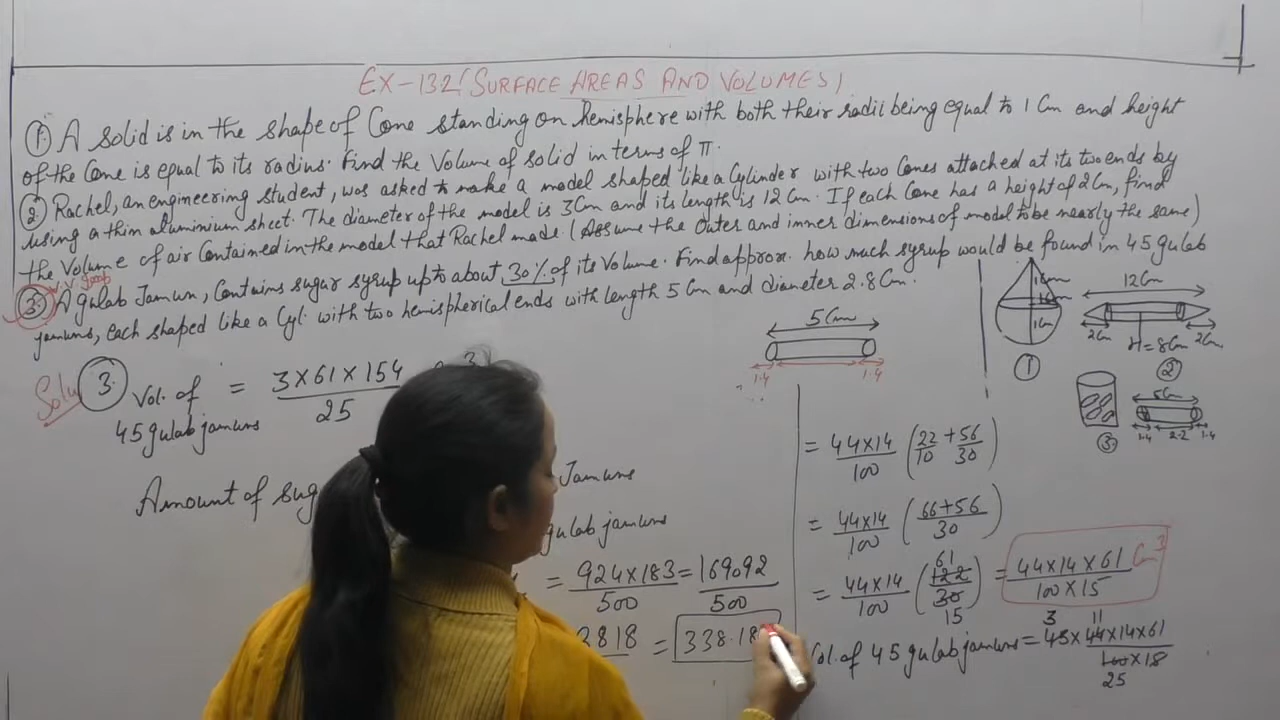 EX-132 (SURFACE AREAS AND VOLUMES)
① A solid is in the shape of Cone standing on hemisphere with both their radii being equal to 1 Cm and height
of the Cone is equal to its radius. Find the Volume of solid in terms of π.
② Rachel, an engineering student, was asked to make a model shaped like a Cylinder with two Cones attached at its two ends by
using a thin aluminium sheet. The diameter of the model is 3 Cm and its length is 12 Cm. If each Cone has a height of 2 Cm, find
the Volume of air Contained in the model that Rachel made. (Assume the Outer and inner dimensions of model to be nearly the same)
③ A gulab Jamun, Contains sugar syrup up to about 30% of its Volume. Find approx. how much syrup would be found in 45 gulab
jamuns, each shaped like a Cyl. with two hemispherical ends with length 5 Cm and diameter 2.8 Cm.
1Cm
1Cm
①
12 Cm
2Cm
H = 8Cm
2Cm
②
5Cm
1.4
2.2
1.4
③
5 Cm
1.4
1.4
Solu
3.
Vol. of
45 gulab jamuns
= 3×61×154 / 25
Amount of sug
Jamuns
gulab jamuns
= 924×183 / 500 = 169092 / 500
2818 = 338.18
= 44×14 / 100 ( 22/10 + 56/30 )
= 44×14 / 100 ( 66+56 / 30 )
= 44×14 / 100 ( 122 / 30 ) 61 15 = 44×14×61 / 100×15 Cm³
Vol. of 45 gulab jamuns = 45× 44×14×61 / 100×15
3 11
25